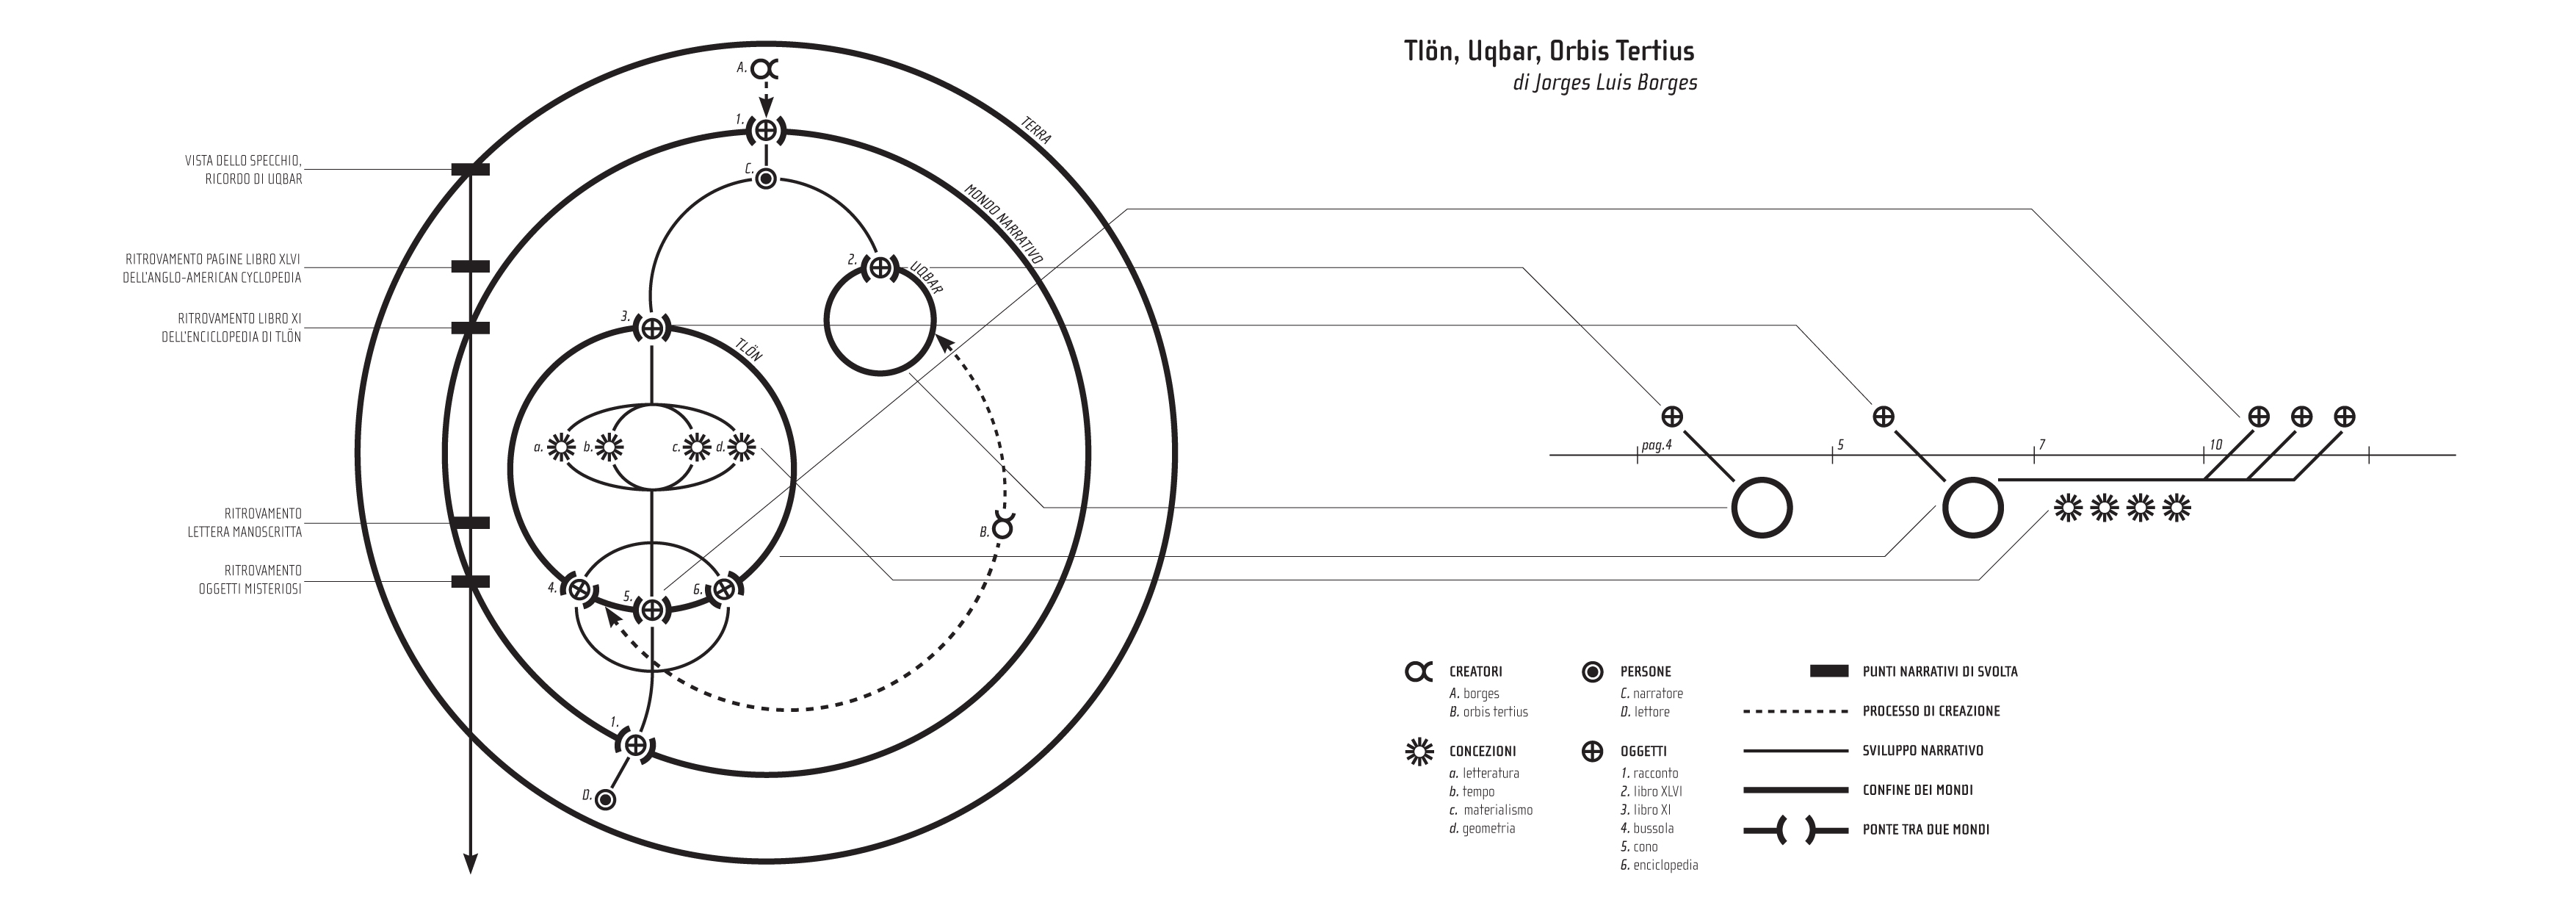 Tlön, Uqbar, Orbis Tertius
di Jorges Luis Borges
VISTA DELLO SPECCHIO,
RICORDO DI UQBAR
RITROVAMENTO PAGINE LIBRO XLVI
DELL'ANGLO-AMERICAN CYCLOPEDIA
RITROVAMENTO LIBRO XI
DELL'ENCICLOPEDIA DI TLÖN
RITROVAMENTO
LETTERA MANOSCRITTA
RITROVAMENTO
OGGETTI MISTERIOSI
A.
1.
C.
TERRA
MONDO NARRATIVO
2.
UQBAR
3.
TLÖN
a.
b.
c.
d.
B.
4.
5.
6.
1.
D.
pag.4
5
7
10
CREATORI
A. borges
B. orbis tertius
CONCEZIONI
a. letteratura
b. tempo
c. materialismo
d. geometria
PERSONE
C. narratore
D. lettore
OGGETTI
1. racconto
2. libro XLVI
3. libro XI
4. bussola
5. cono
6. enciclopedia
PUNTI NARRATIVI DI SVOLTA
PROCESSO DI CREAZIONE
SVILUPPO NARRATIVO
CONFINE DEI MONDI
PONTE TRA DUE MONDI